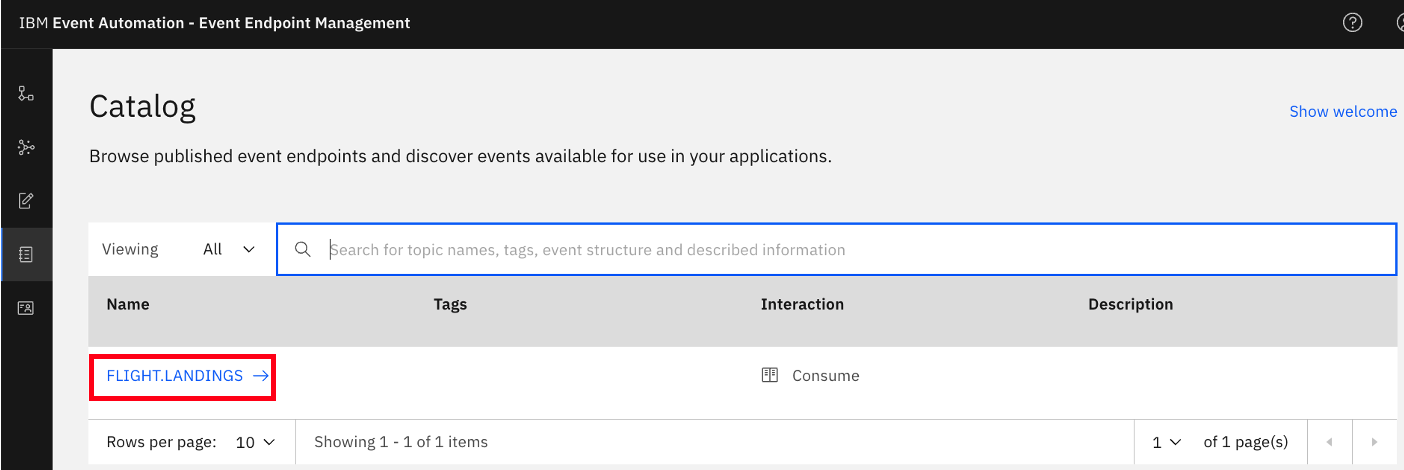 IBM Event Automation - Event Endpoint Management
Catalog
Show welcome
Browse published event endpoints and discover events available for use in your applications.
Viewing All Search for topic names, tags, event structure and described information
Name Tags Interaction Description
FLIGHT.LANDINGS → Consume
Rows per page: 10 Showing 1 - 1 of 1 items 1 of 1 page(s)